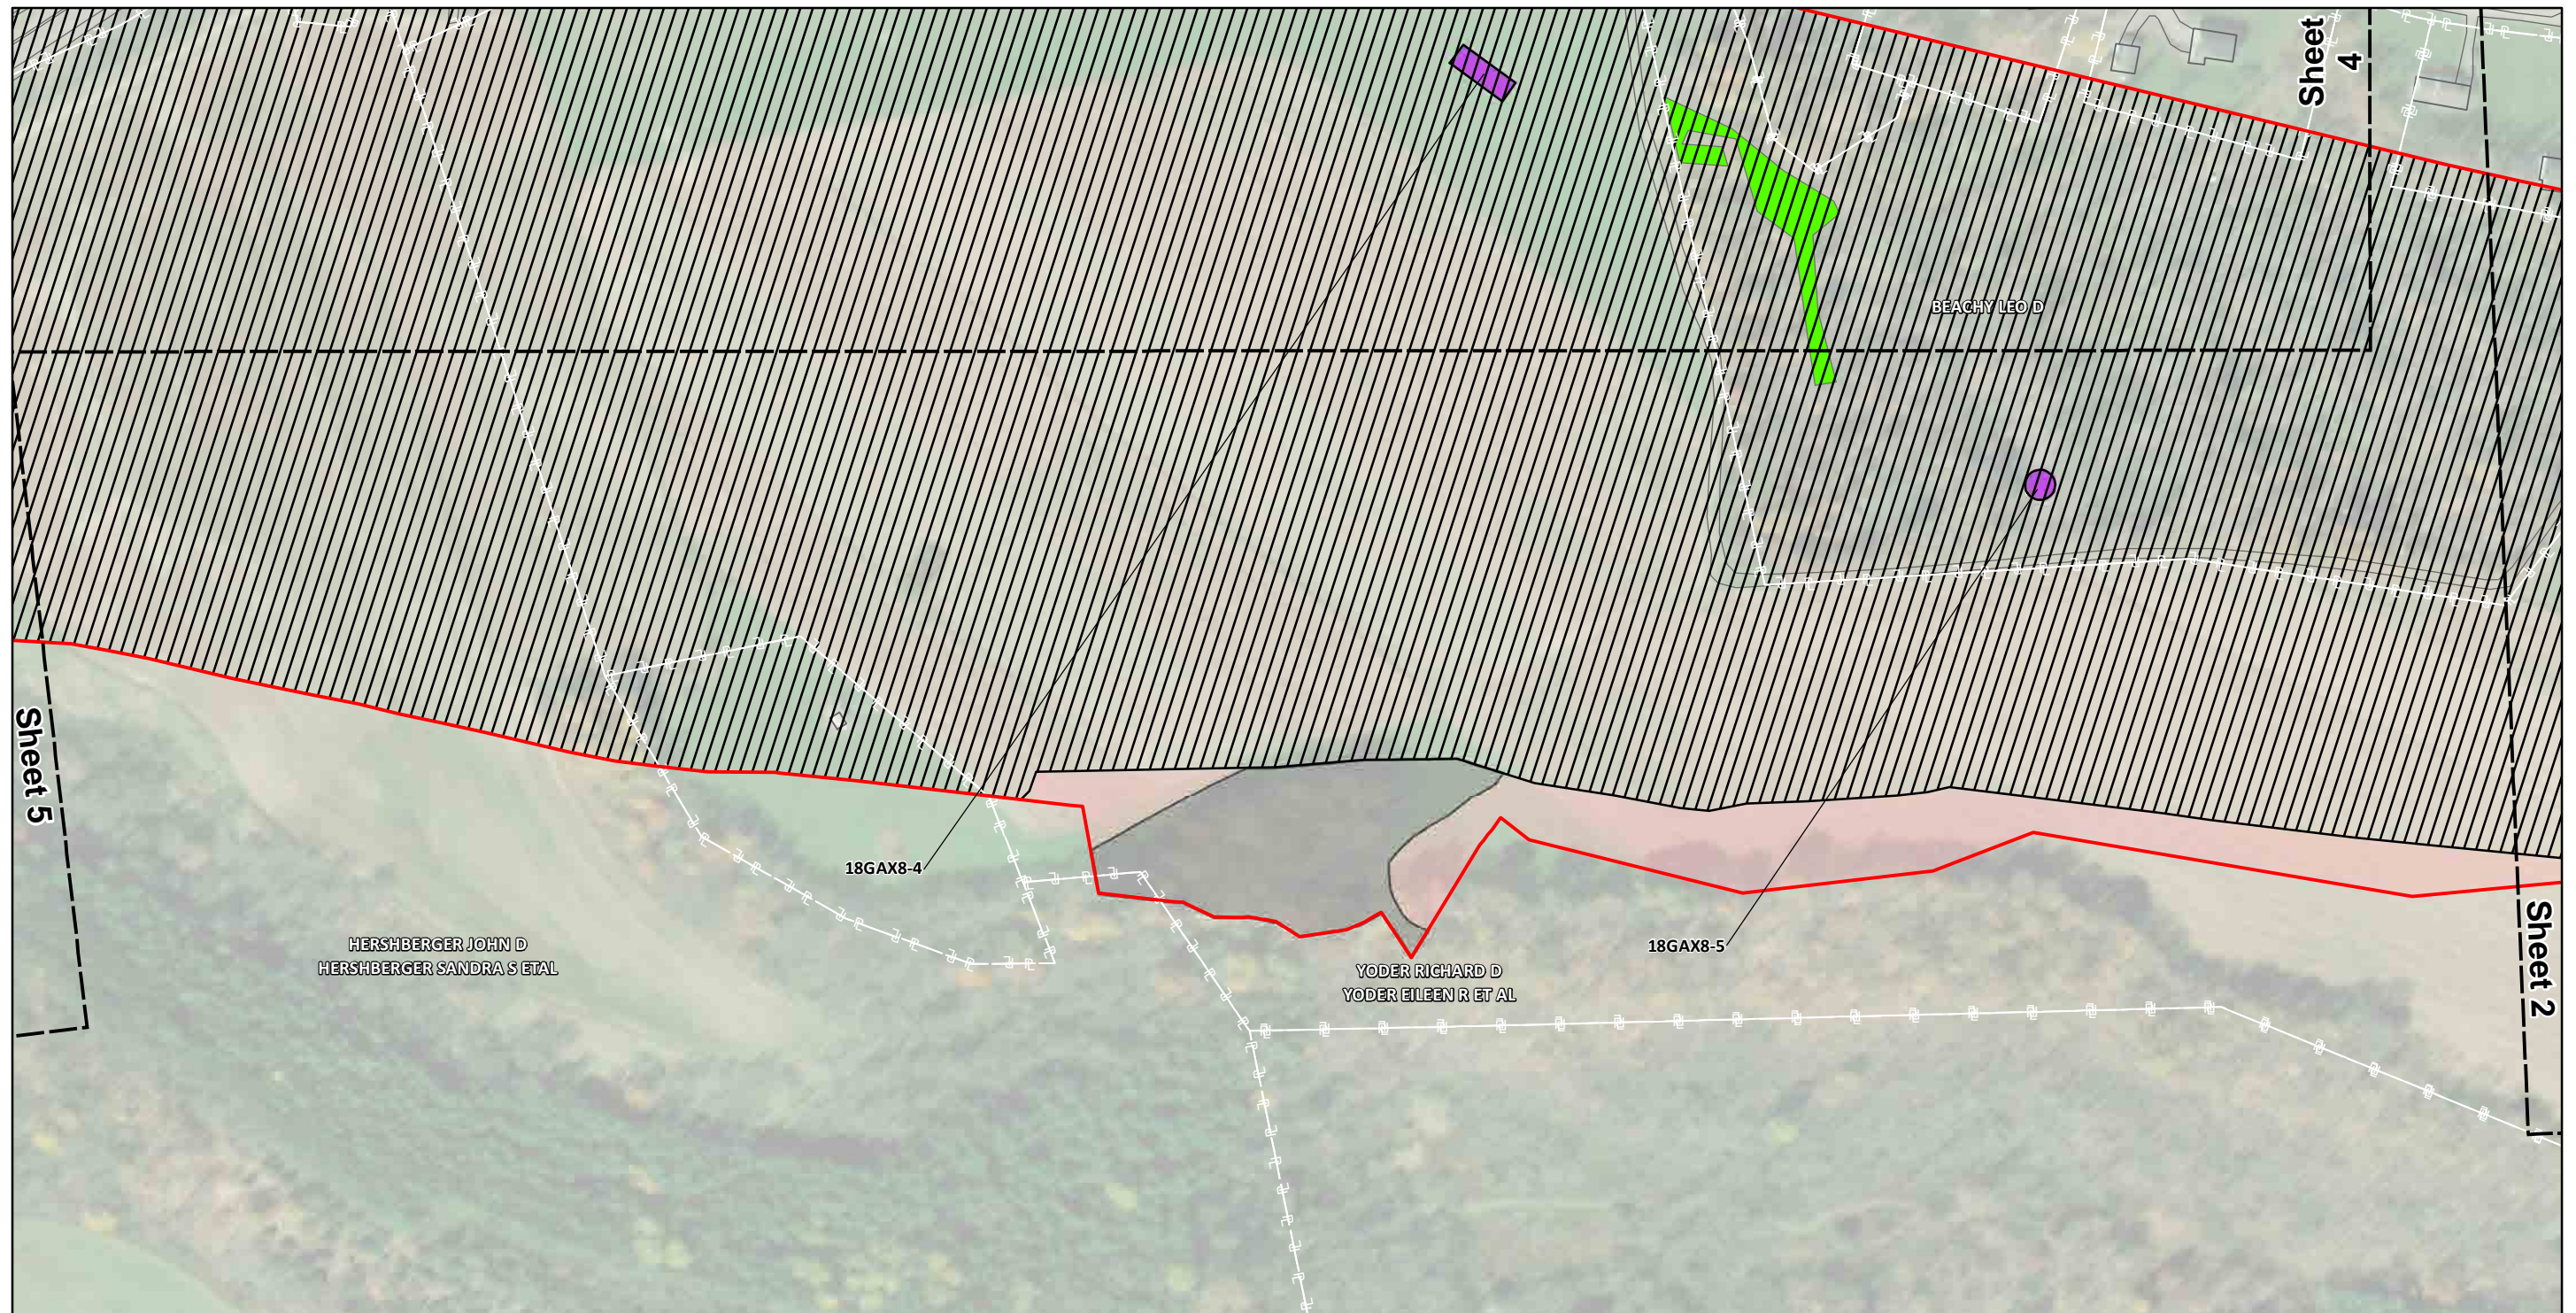 Sheet
4
BEACHY LEO D
Sheet 5
18GAX8-4
HERSHBERGER JOHN D
HERSHBERGER SANDRA S ETAL
18GAX8-5
YODER RICHARD D
YODER EILEEN R ET AL
Sheet 2